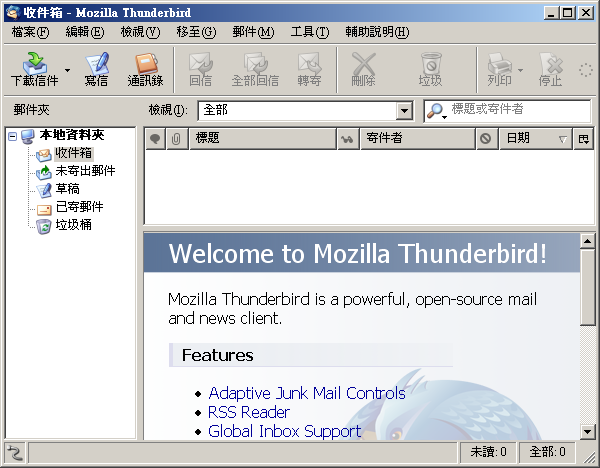 收件箱 - Mozilla Thunderbird
檔案(F) 編輯(E) 檢視(V) 移至(G) 郵件(M) 工具(T) 輔助說明(H)
下載信件 寫信 通訊錄 回信 全部回信 轉寄 刪除 垃圾 列印 停止
郵件夾 檢視(I): 全部 標題或寄件者
本地資料夾
收件箱
未寄出郵件
草稿
已寄郵件
垃圾桶
標題 寄件者 日期
Welcome to Mozilla Thunderbird!
Mozilla Thunderbird is a powerful, open-source mail
and news client.
Features
Adaptive Junk Mail Controls
RSS Reader
Global Inbox Support
未讀: 0 全部: 0